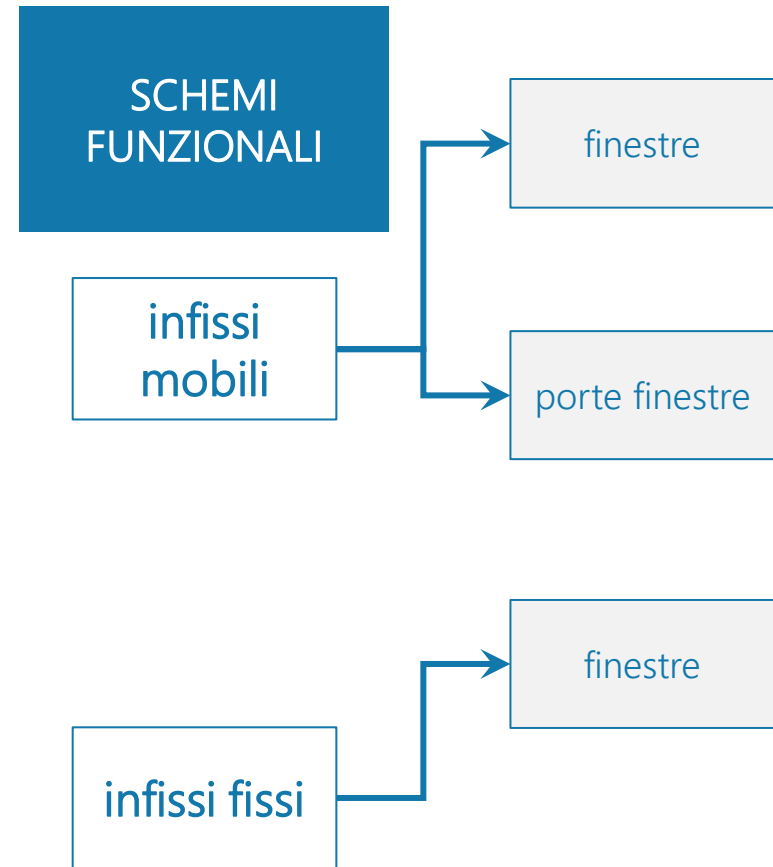 SCHEMI
FUNZIONALI
finestre
infissi
mobili
porte finestre
finestre
infissi fissi